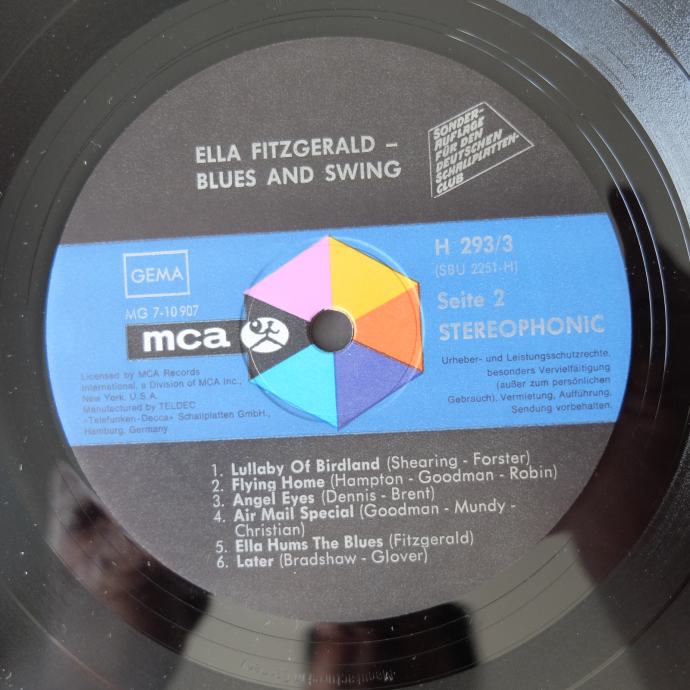 ELLA FITZGERALD –
BLUES AND SWING
SONDER-
AUFLAGE
FÜR DEN
DEUTSCHEN
SCHALLPLATTEN-
CLUB
GEMA
MG 7-10 907
mca
H 293/3
(SBU 2251-H)
Seite 2
STEREOPHONIC
Licensed by MCA Records
International, a Division of MCA Inc.,
New York, U.S.A.
Manufactured by TELDEC
»Telefunken-Decca« Schallplatten GmbH.,
Hamburg, Germany
Urheber- und Leistungsschutzrechte,
besonders Vervielfältigung
(außer zum persönlichen
Gebrauch), Vermietung, Aufführung,
Sendung vorbehalten.
1. Lullaby Of Birdland (Shearing - Forster)
2. Flying Home (Hampton - Goodman - Robin)
3. Angel Eyes (Dennis - Brent)
4. Air Mail Special (Goodman - Mundy -
Christian)
5. Ella Hums The Blues (Fitzgerald)
6. Later (Bradshaw - Glover)